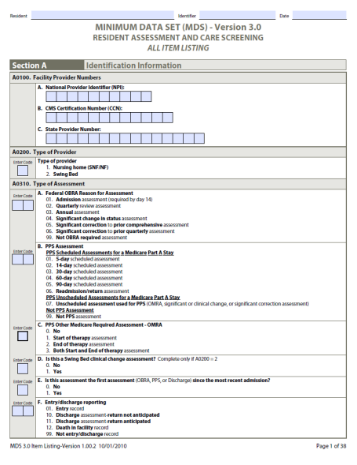 Resident
Identifier
Date
MINIMUM DATA SET (MDS) - Version 3.0
RESIDENT ASSESSMENT AND CARE SCREENING
ALL ITEM LISTING
Section A Identification Information
A0100. Facility Provider Numbers
A. National Provider Identifier (NPI):
B. CMS Certification Number (CCN):
C. State Provider Number:
A0200. Type of Provider
Enter Code
Type of provider
1. Nursing home (SNF/NF)
2. Swing Bed
A0310. Type of Assessment
Enter Code
A. Federal OBRA Reason for Assessment
01. Admission assessment (required by day 14)
02. Quarterly review assessment
03. Annual assessment
04. Significant change in status assessment
05. Significant correction to prior comprehensive assessment
06. Significant correction to prior quarterly assessment
99. Not OBRA required assessment
Enter Code
B. PPS Assessment
PPS Scheduled Assessments for a Medicare Part A Stay
01. 5-day scheduled assessment
02. 14-day scheduled assessment
03. 30-day scheduled assessment
04. 60-day scheduled assessment
05. 90-day scheduled assessment
06. Readmission/return assessment
PPS Unscheduled Assessments for a Medicare Part A Stay
07. Unscheduled assessment used for PPS (OMRA, significant or clinical change, or significant correction assessment)
Not PPS Assessment
99. Not PPS assessment
Enter Code
C. PPS Other Medicare Required Assessment - OMRA
0. No
1. Start of therapy assessment
2. End of therapy assessment
3. Both Start and End of therapy assessment
Enter Code
D. Is this a Swing Bed clinical change assessment? Complete only if A0200 = 2
0. No
1. Yes
Enter Code
E. Is this assessment the first assessment (OBRA, PPS, or Discharge) since the most recent admission?
0. No
1. Yes
Enter Code
F. Entry/discharge reporting
01. Entry record
10. Discharge assessment-return not anticipated
11. Discharge assessment-return anticipated
12. Death in facility record
99. Not entry/discharge record
MDS 3.0 Item Listing-Version 1.00.2 10/01/2010
Page 1 of 38